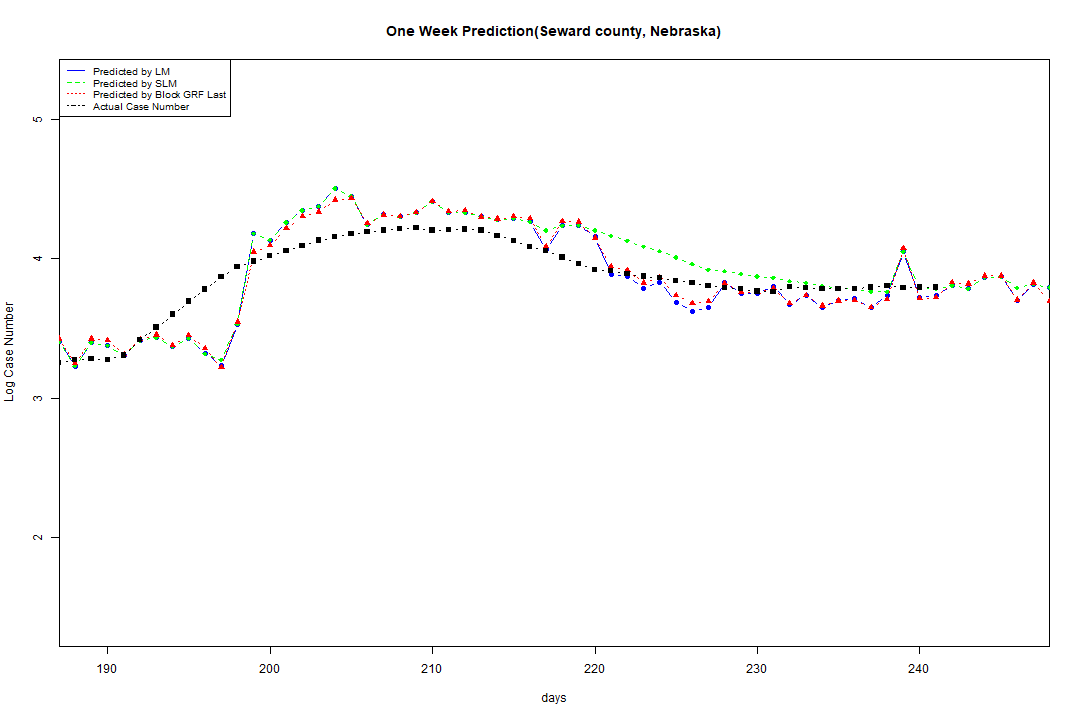 One Week Prediction(Seward county, Nebraska)
Predicted by LM
Predicted by SLM
Predicted by Block GRF Last
Actual Case Number
5
4
3
2
Log Case Number
190 200 210 220 230 240
days